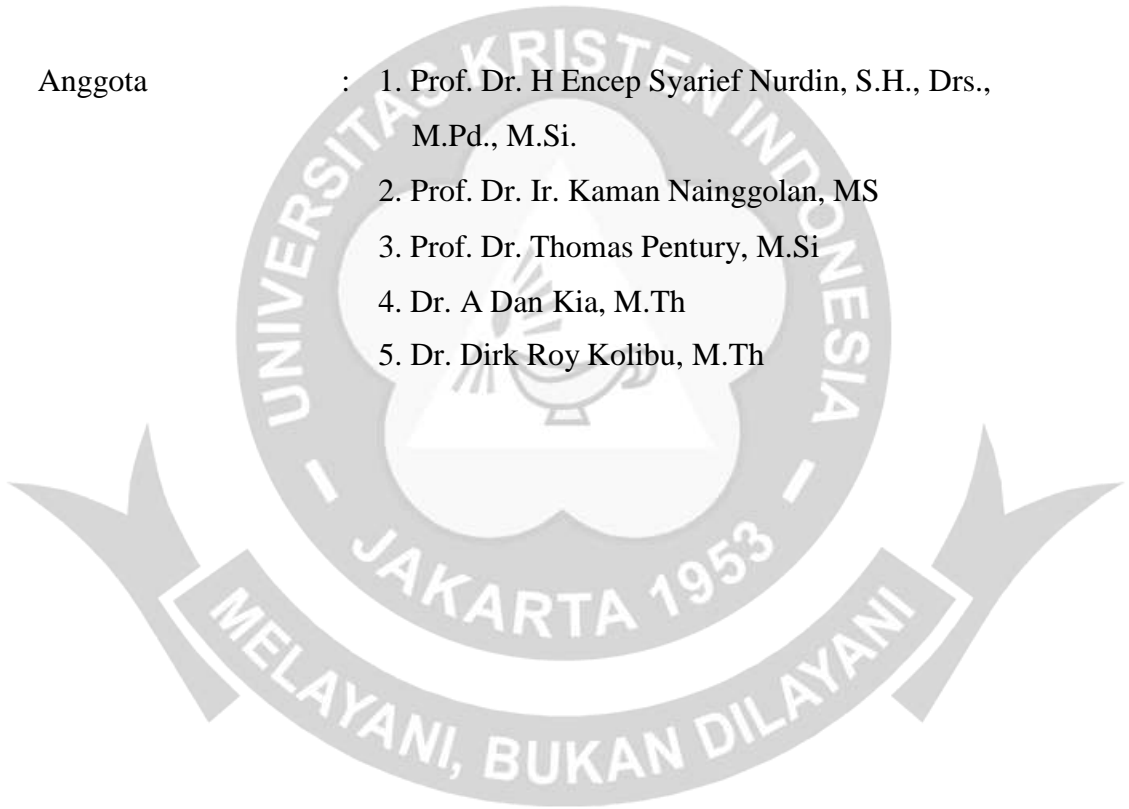 Anggota : 1. Prof. Dr. H Encep Syarief Nurdin, S.H., Drs.,
M.Pd., M.Si.
2. Prof. Dr. Ir. Kaman Nainggolan, MS
3. Prof. Dr. Thomas Pentury, M.Si
4. Dr. A Dan Kia, M.Th
5. Dr. Dirk Roy Kolibu, M.Th
UNIVERSITAS KRISTEN INDONESIA
JAKARTA 1953
MELAYANI, BUKAN DILAYANI